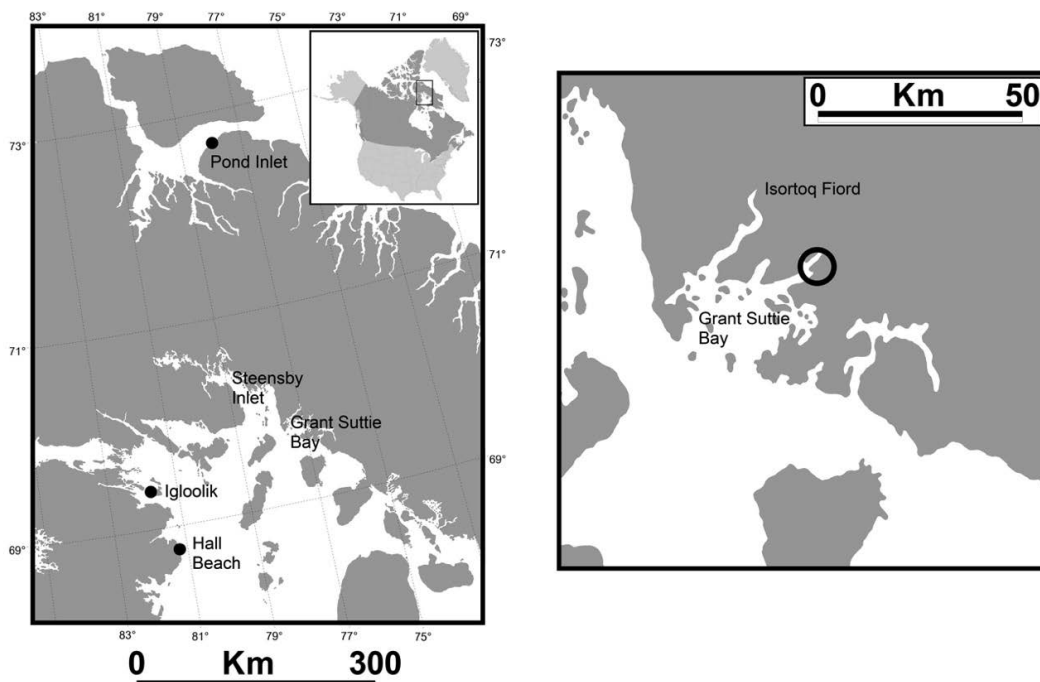 83° 81° 79° 77° 75° 73° 71° 69°
73°
Pond Inlet
73°
71°
71°
Steensby
Inlet
Grant Suttie
Bay
69°
Igloolik
69°
Hall
Beach
83° 81° 79° 77° 75°
0 Km 300
0 Km 50
Isortoq Fiord
Grant Suttie
Bay